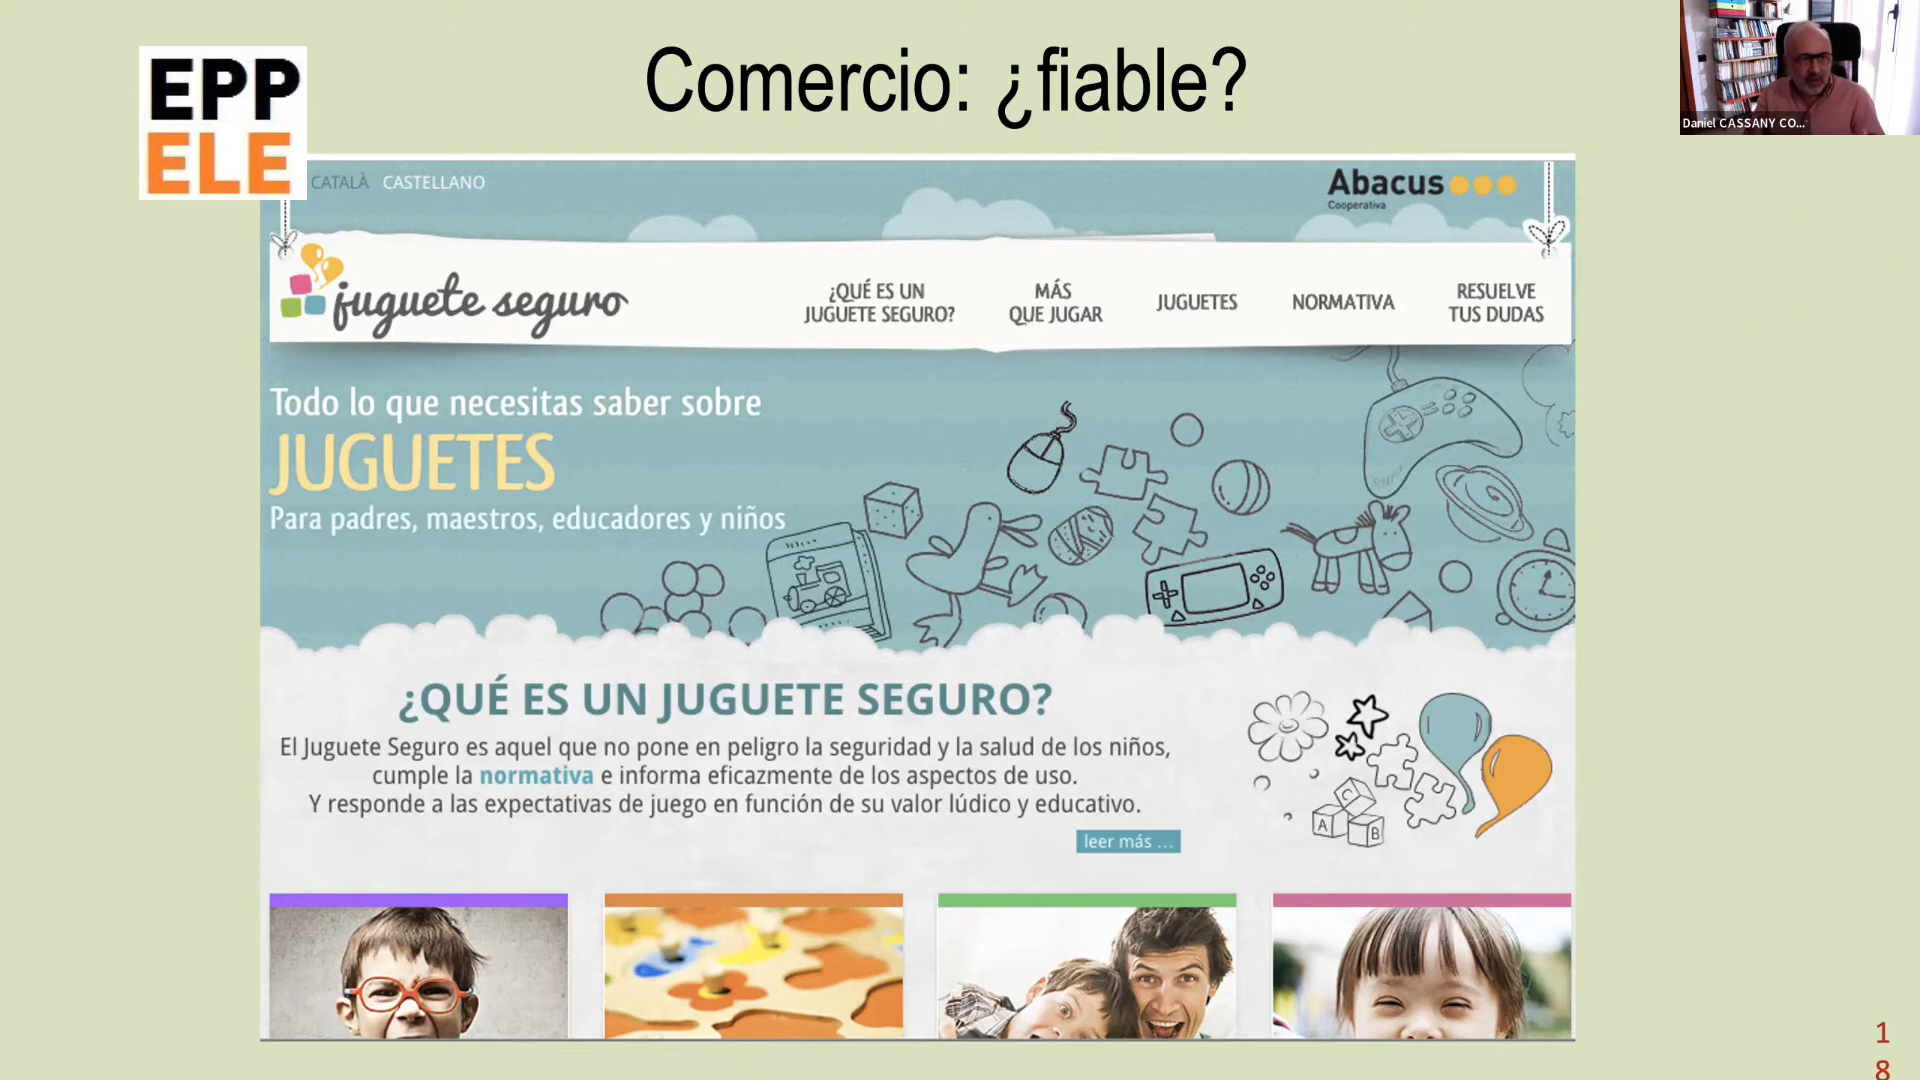 Comercio: ¿fiable?
EPP
ELE
Daniel CASSANY CO...
CATALÀ CASTELLANO
Abacus
Cooperativa
juguete seguro
¿QUÉ ES UN
JUGUETE SEGURO?
MÁS
QUE JUGAR
JUGUETES
NORMATIVA
RESUELVE
TUS DUDAS
Todo lo que necesitas saber sobre
JUGUETES
Para padres, maestros, educadores y niños
¿QUÉ ES UN JUGUETE SEGURO?
El Juguete Seguro es aquel que no pone en peligro la seguridad y la salud de los niños,
cumple la normativa e informa eficazmente de los aspectos de uso.
Y responde a las expectativas de juego en función de su valor lúdico y educativo.
leer más ...
C
A
B
1
8